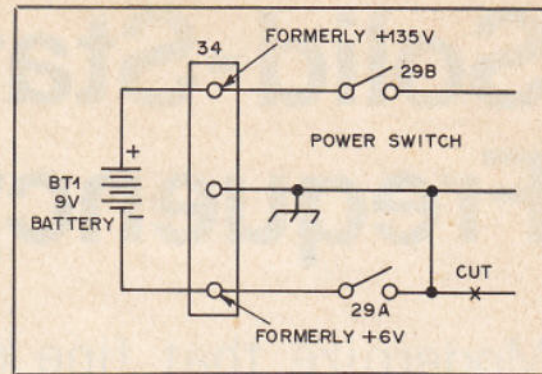 FORMERLY +135V
34
29B
POWER SWITCH
+
BT1
9V
BATTERY
−
CUT
29A
FORMERLY +6V